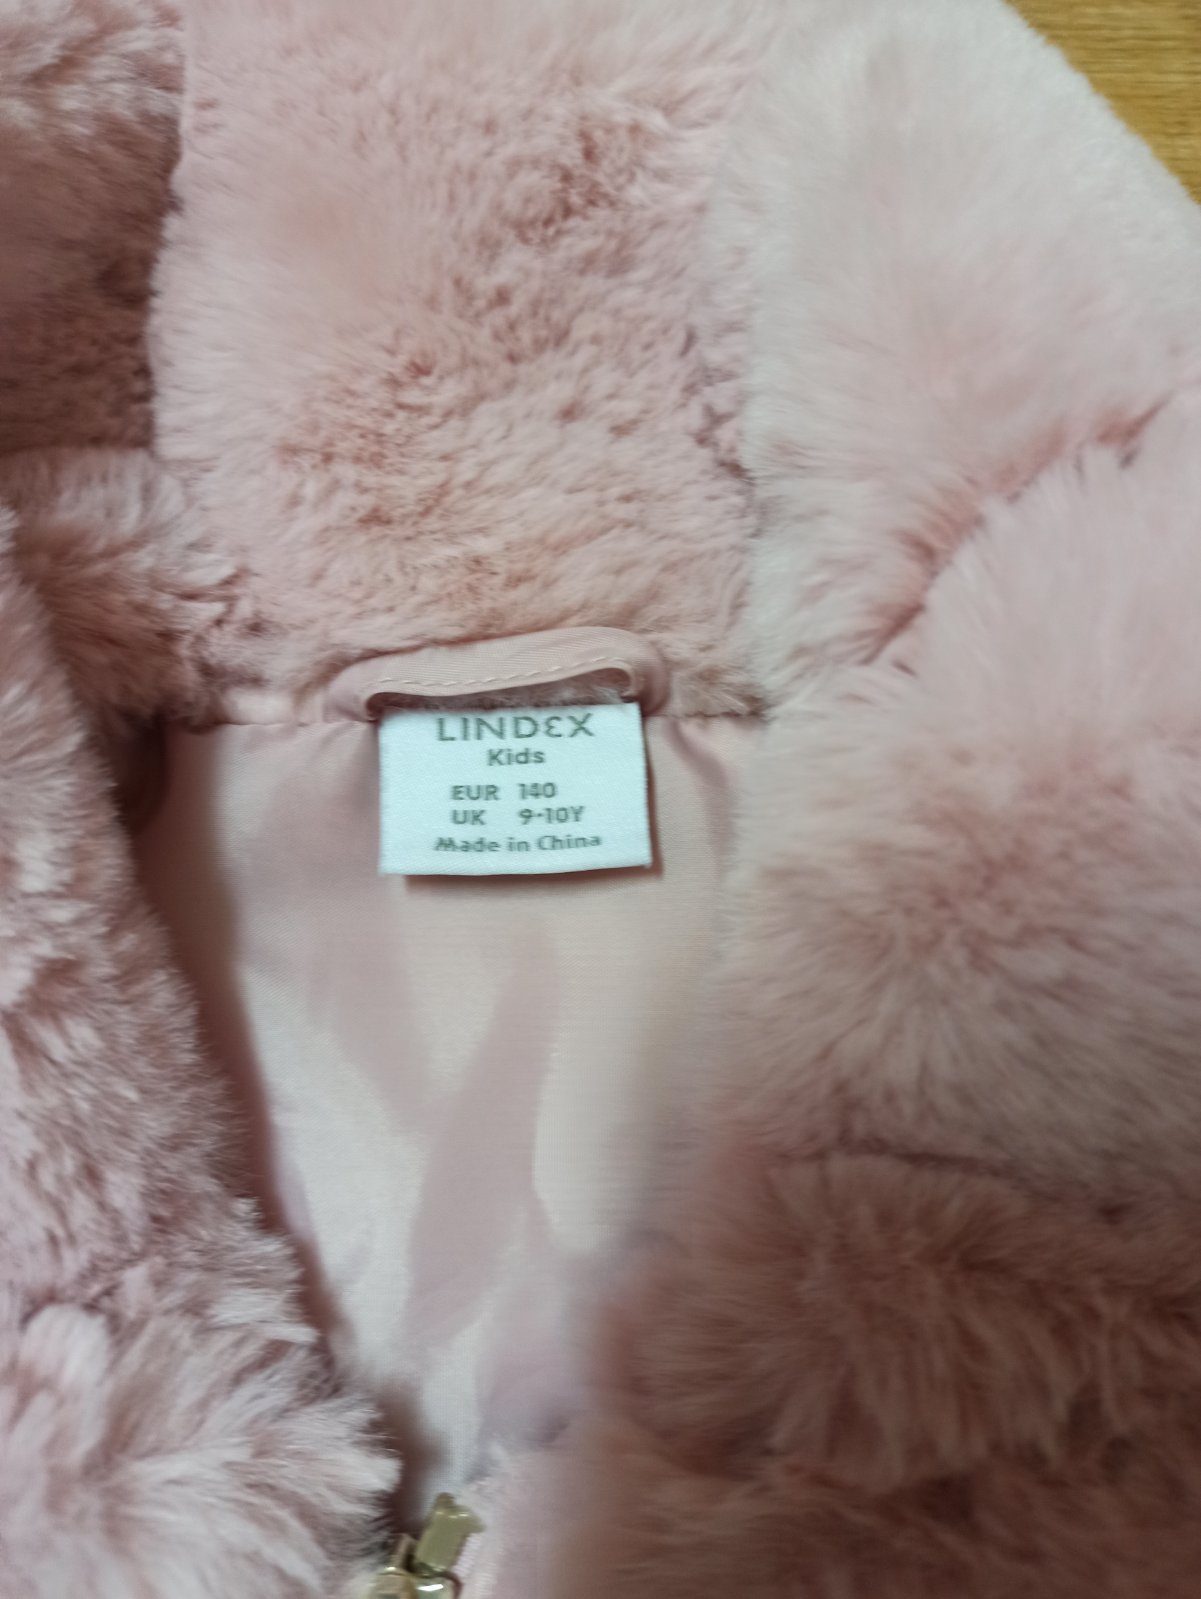 LINDEX
Kids
EUR 140
UK 9-10Y
Made in China